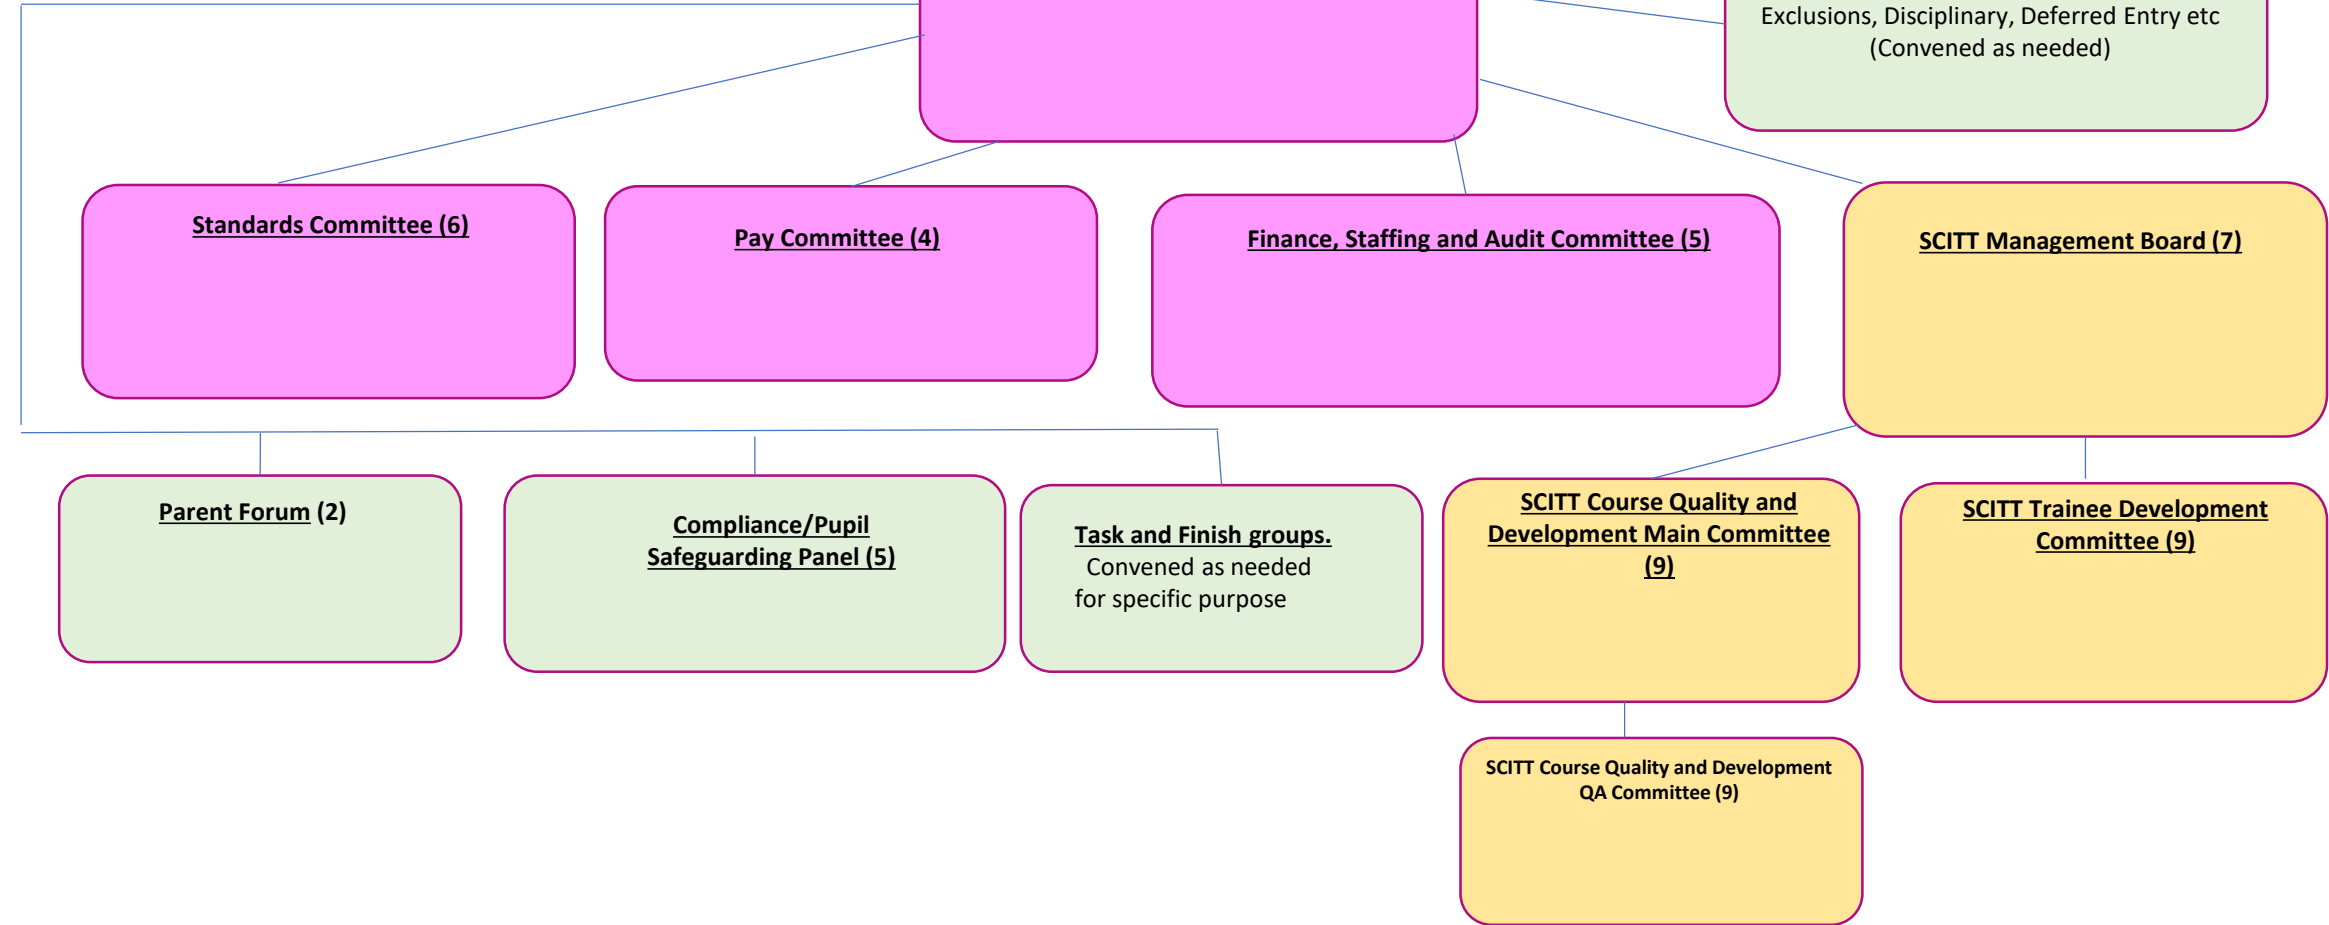 Exclusions, Disciplinary, Deferred Entry etc
(Convened as needed)
Standards Committee (6)
Pay Committee (4)
Finance, Staffing and Audit Committee (5)
SCITT Management Board (7)
Parent Forum (2)
Compliance/Pupil
Safeguarding Panel (5)
Task and Finish groups.
Convened as needed
for specific purpose
SCITT Course Quality and
Development Main Committee
(9)
SCITT Trainee Development
Committee (9)
SCITT Course Quality and Development
QA Committee (9)